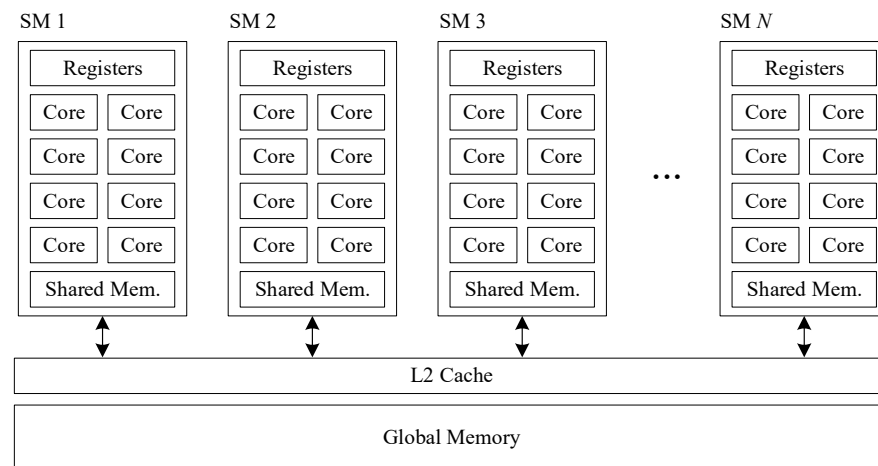 SM 1 SM 2 SM 3 SM N
Registers Registers Registers Registers
Core Core Core Core Core Core Core Core
Core Core Core Core Core Core Core Core
...
Core Core Core Core Core Core Core Core
Core Core Core Core Core Core Core Core
Shared Mem. Shared Mem. Shared Mem. Shared Mem.
L2 Cache
Global Memory